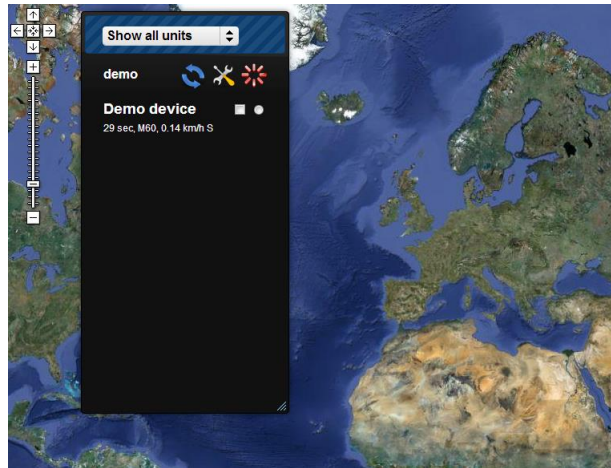 Show all units
demo
Demo device
29 sec, M60, 0.14 km/h S